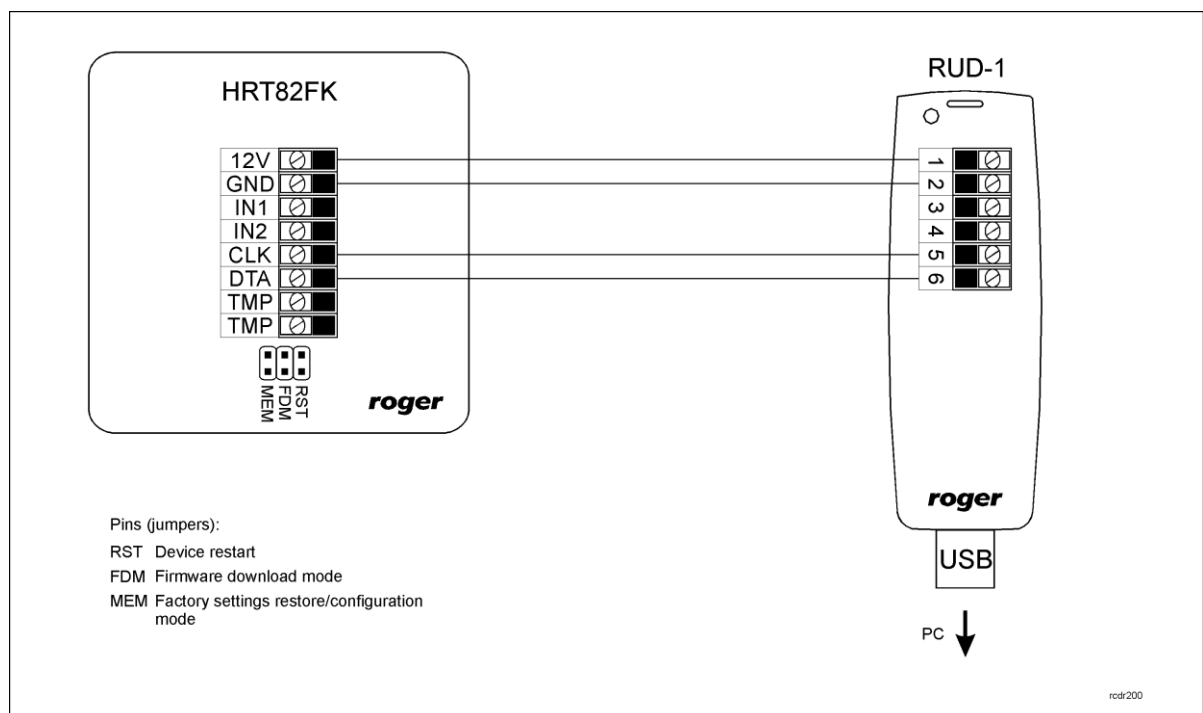 HRT82FK
12V
GND
IN1
IN2
CLK
DTA
TMP
TMP
MEM
FDM
RST
roger
RUD-1
1
2
3
4
5
6
roger
USB
PC
Pins (jumpers):
RST Device restart
FDM Firmware download mode
MEM Factory settings restore/configuration
mode
rcdr200